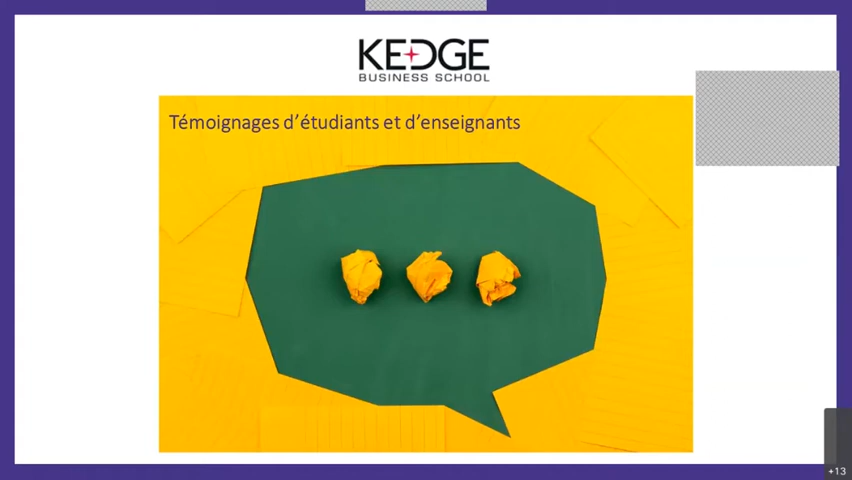 KEDGE
BUSINESS SCHOOL
Témoignages d’étudiants et d’enseignants
+13